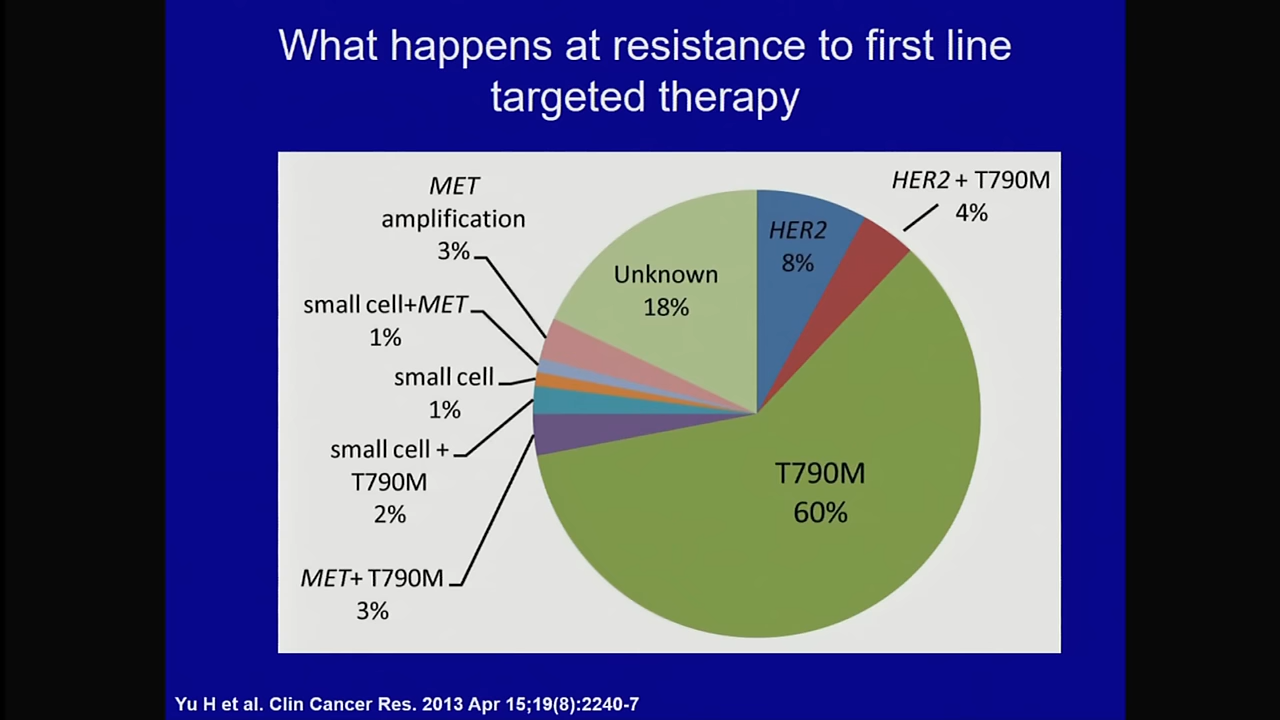 What happens at resistance to first line
targeted therapy
MET
amplification
3%
small cell+MET
1%
small cell
1%
small cell +
T790M
2%
MET+ T790M
3%
Unknown
18%
HER2
8%
HER2 + T790M
4%
T790M
60%
Yu H et al. Clin Cancer Res. 2013 Apr 15;19(8):2240-7